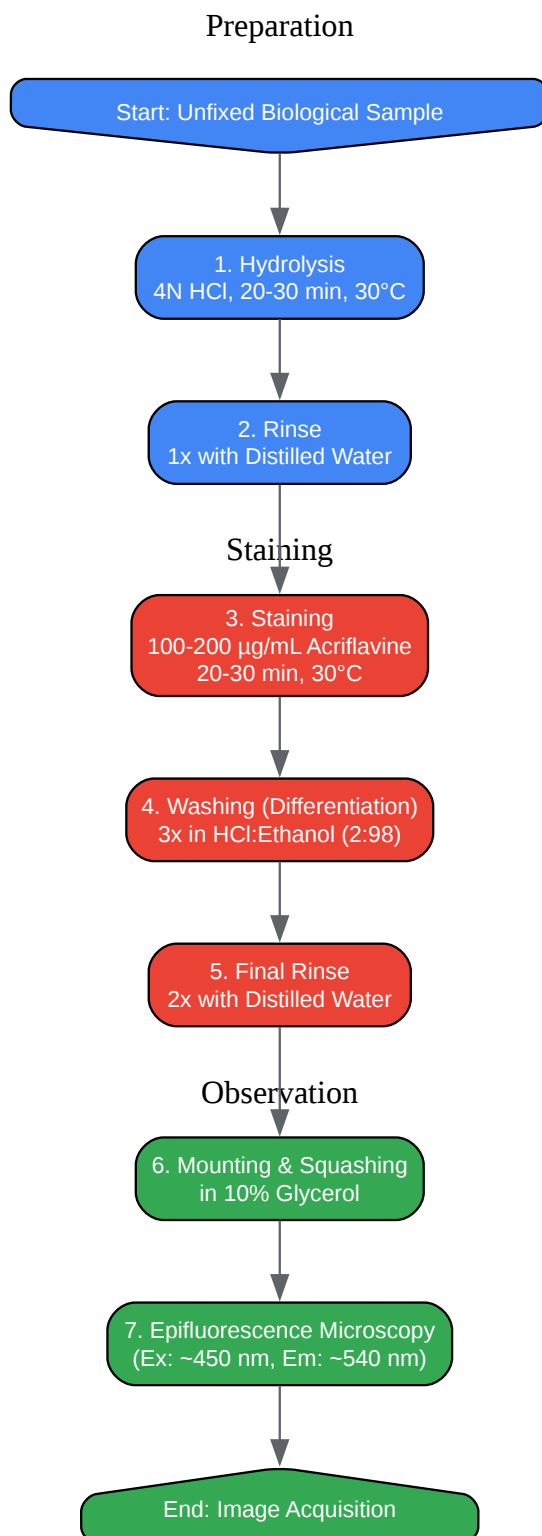 Preparation
Start: Unfixed Biological Sample
1. Hydrolysis
4N HCl, 20-30 min, 30°C
2. Rinse
1x with Distilled Water
Staining
3. Staining
100-200 µg/mL Acriflavine
20-30 min, 30°C
4. Washing (Differentiation)
3x in HCl:Ethanol (2:98)
5. Final Rinse
2x with Distilled Water
Observation
6. Mounting & Squashing
in 10% Glycerol
7. Epifluorescence Microscopy
(Ex: ~450 nm, Em: ~540 nm)
End: Image Acquisition